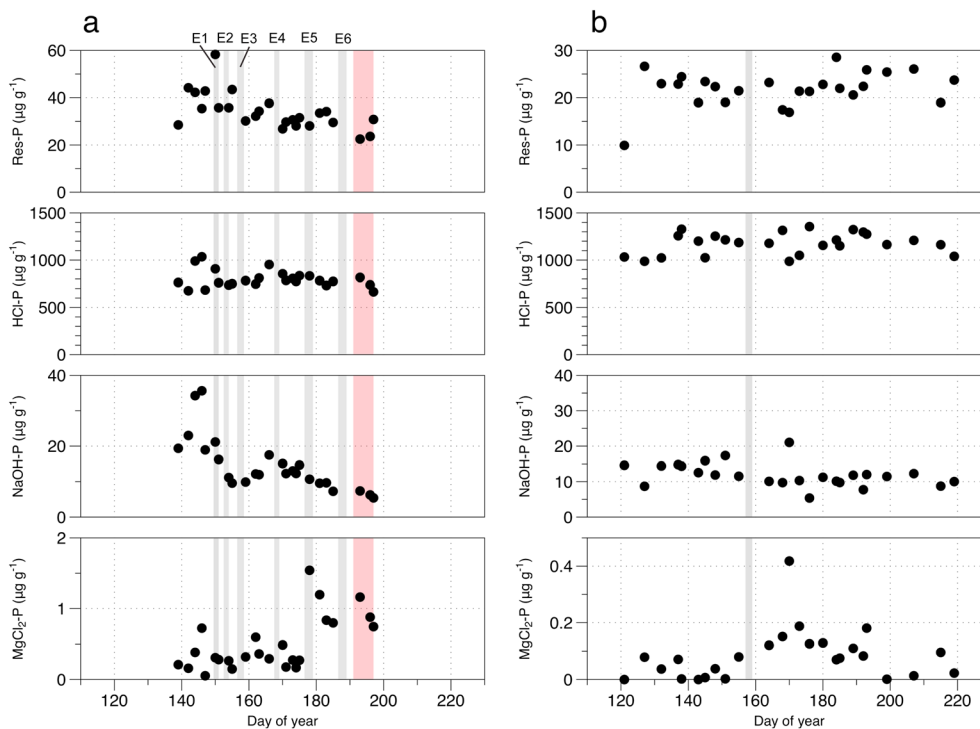 a
b
E1 E2 E3 E4 E5 E6
60
40
20
0
Res-P (µg g⁻¹)
30
20
10
0
Res-P (µg g⁻¹)
1500
1000
500
0
HCl-P (µg g⁻¹)
1500
1000
500
0
HCl-P (µg g⁻¹)
40
20
0
NaOH-P (µg g⁻¹)
40
30
20
10
0
NaOH-P (µg g⁻¹)
2
1
0
MgCl₂-P (µg g⁻¹)
0.4
0.2
0
MgCl₂-P (µg g⁻¹)
120 140 160 180 200 220
Day of year
120 140 160 180 200 220
Day of year